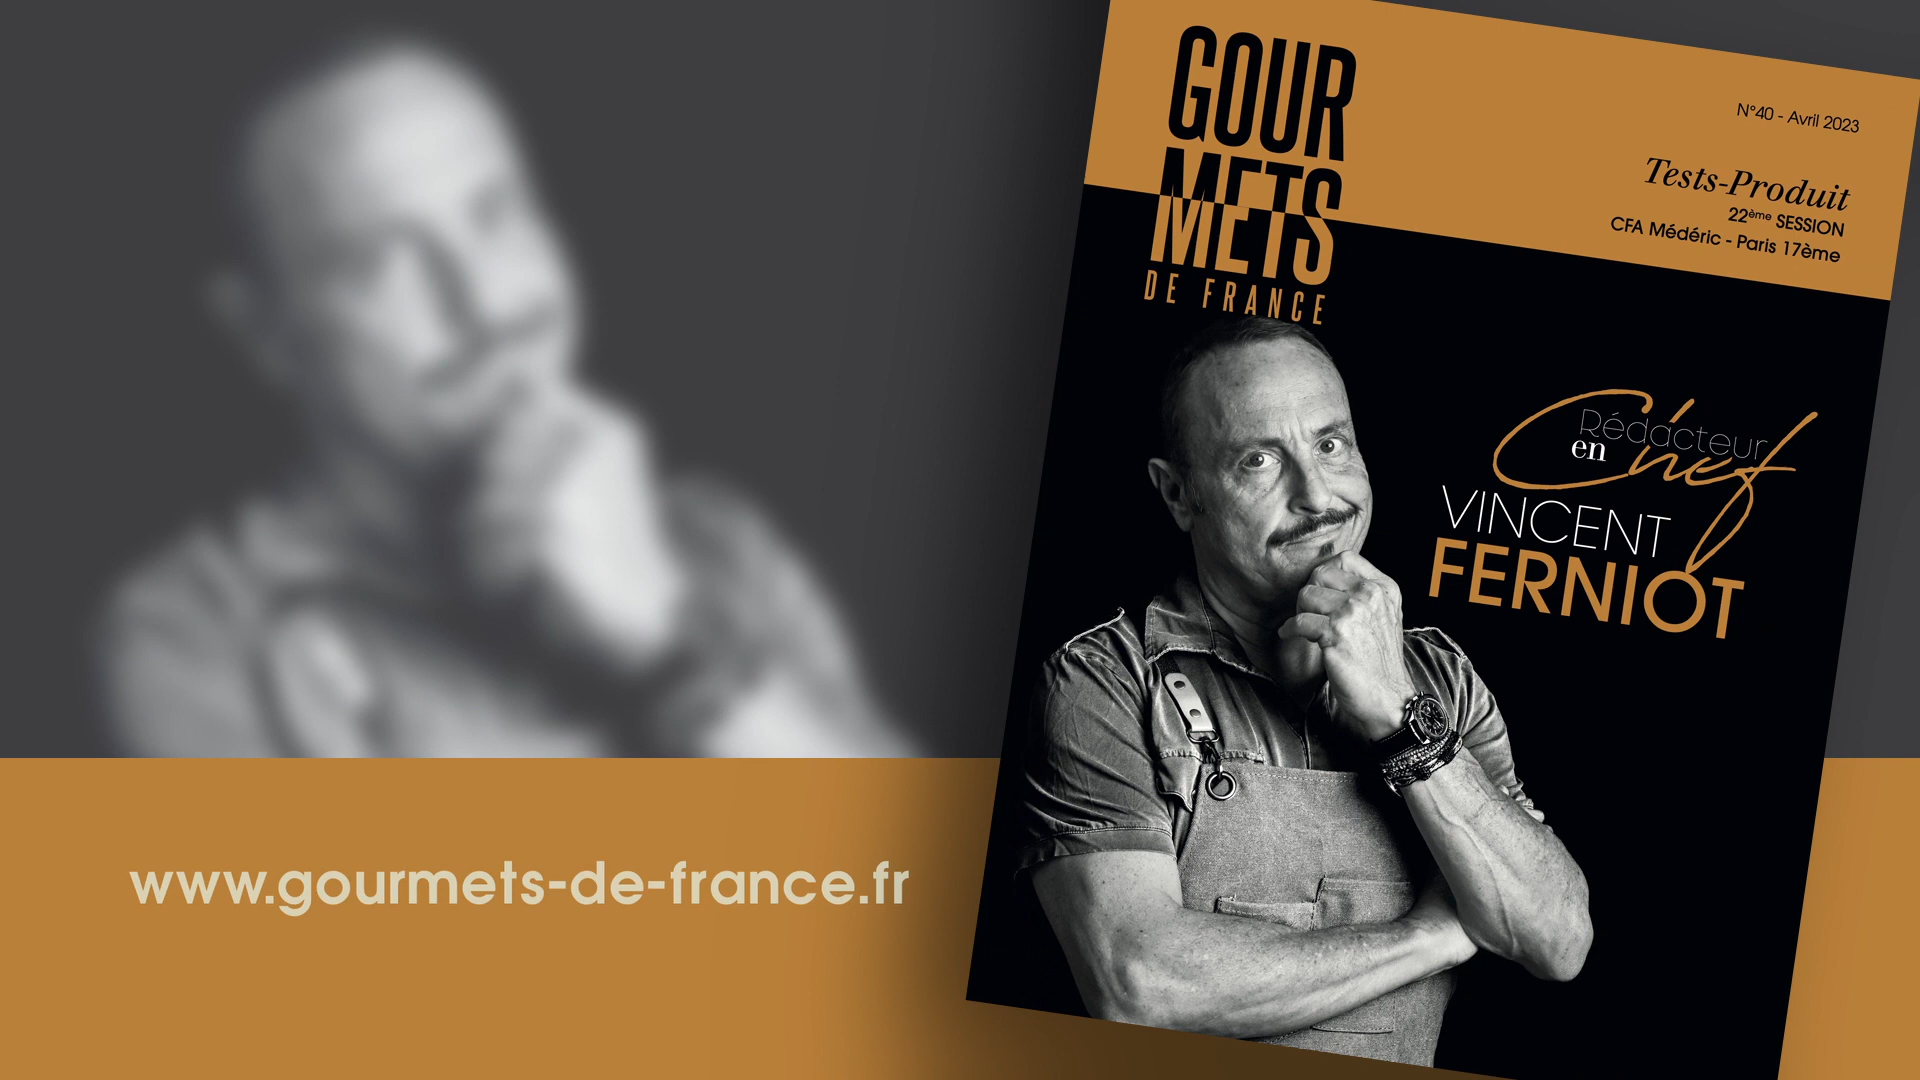 GOUR
METS
DE FRANCE
N°40 - Avril 2023
Tests-Produit
22ème SESSION
CFA Médéric - Paris 17ème
Rédacteur
en Chef
VINCENT
FERNIOT
www.gourmets-de-france.fr